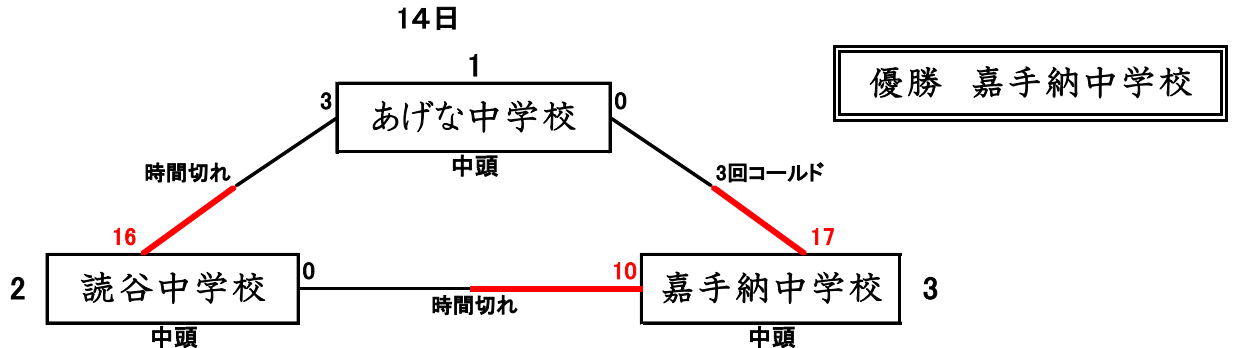 14日
優勝 嘉手納中学校
1
3
あげな中学校
0
中頭
時間切れ
3回コールド
16
17
2
読谷中学校
0
10
嘉手納中学校
3
時間切れ
中頭
中頭